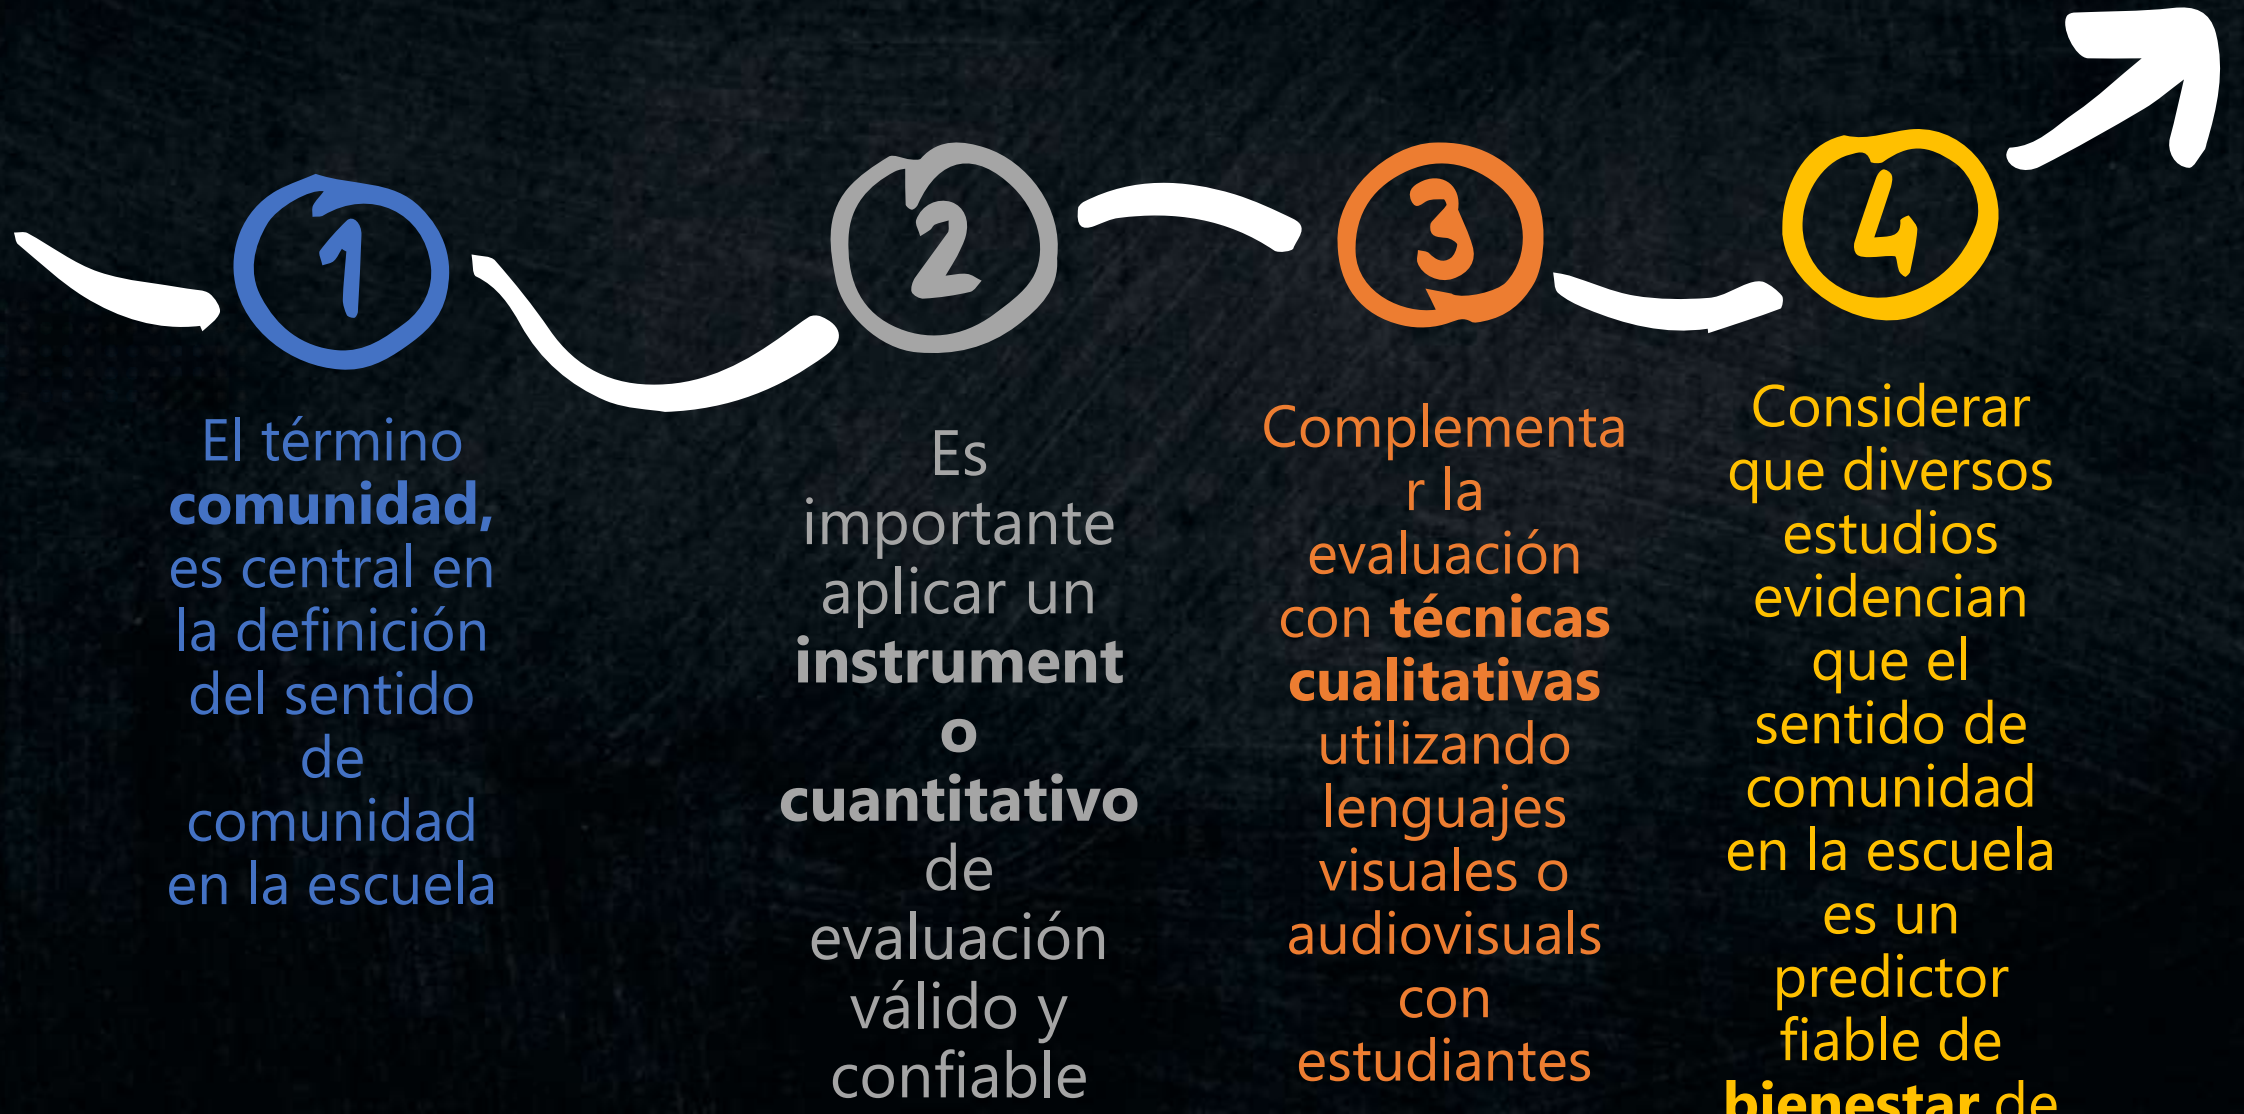 1
El término
comunidad,
es central en
la definición
del sentido
de
comunidad
en la escuela
2
Es
importante
aplicar un
instrument
o
cuantitativo
de
evaluación
válido y
confiable
3
Complementa
r la
evaluación
con técnicas
cualitativas
utilizando
lenguajes
visuales o
audiovisuals
con
estudiantes
4
Considerar
que diversos
estudios
evidencian
que el
sentido de
comunidad
en la escuela
es un
predictor
fiable de
bienestar de